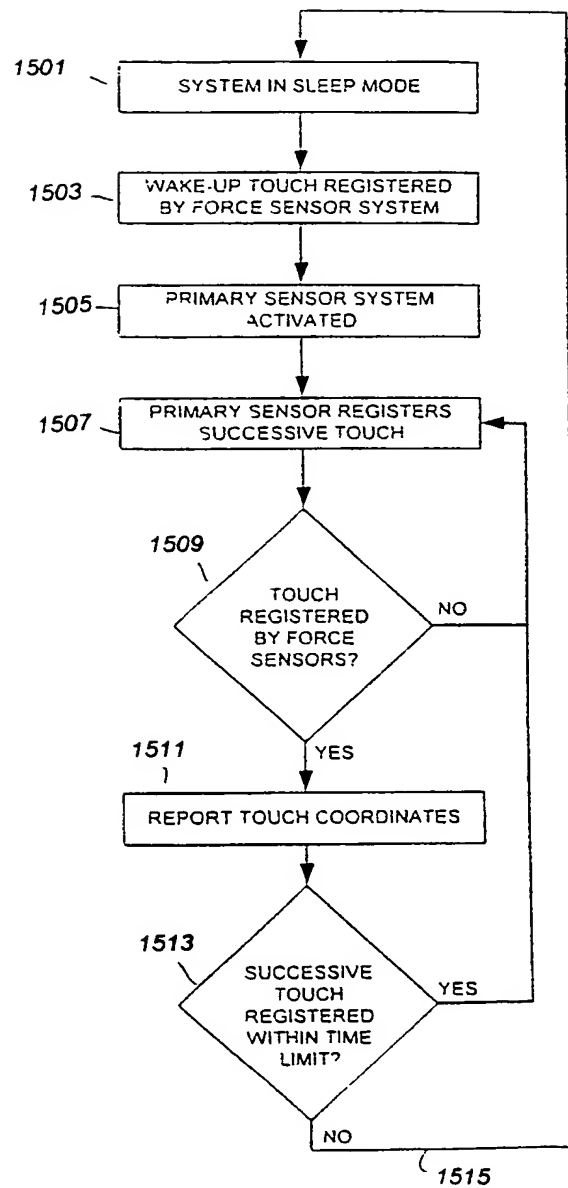 1501
SYSTEM IN SLEEP MODE
1503
WAKE-UP TOUCH REGISTERED
BY FORCE SENSOR SYSTEM
1505
PRIMARY SENSOR SYSTEM
ACTIVATED
1507
PRIMARY SENSOR REGISTERS
SUCCESSIVE TOUCH
1509
TOUCH
REGISTERED
BY FORCE
SENSORS?
NO
YES
1511
REPORT TOUCH COORDINATES
1513
SUCCESSIVE
TOUCH
REGISTERED
WITHIN TIME
LIMIT?
YES
NO
1515